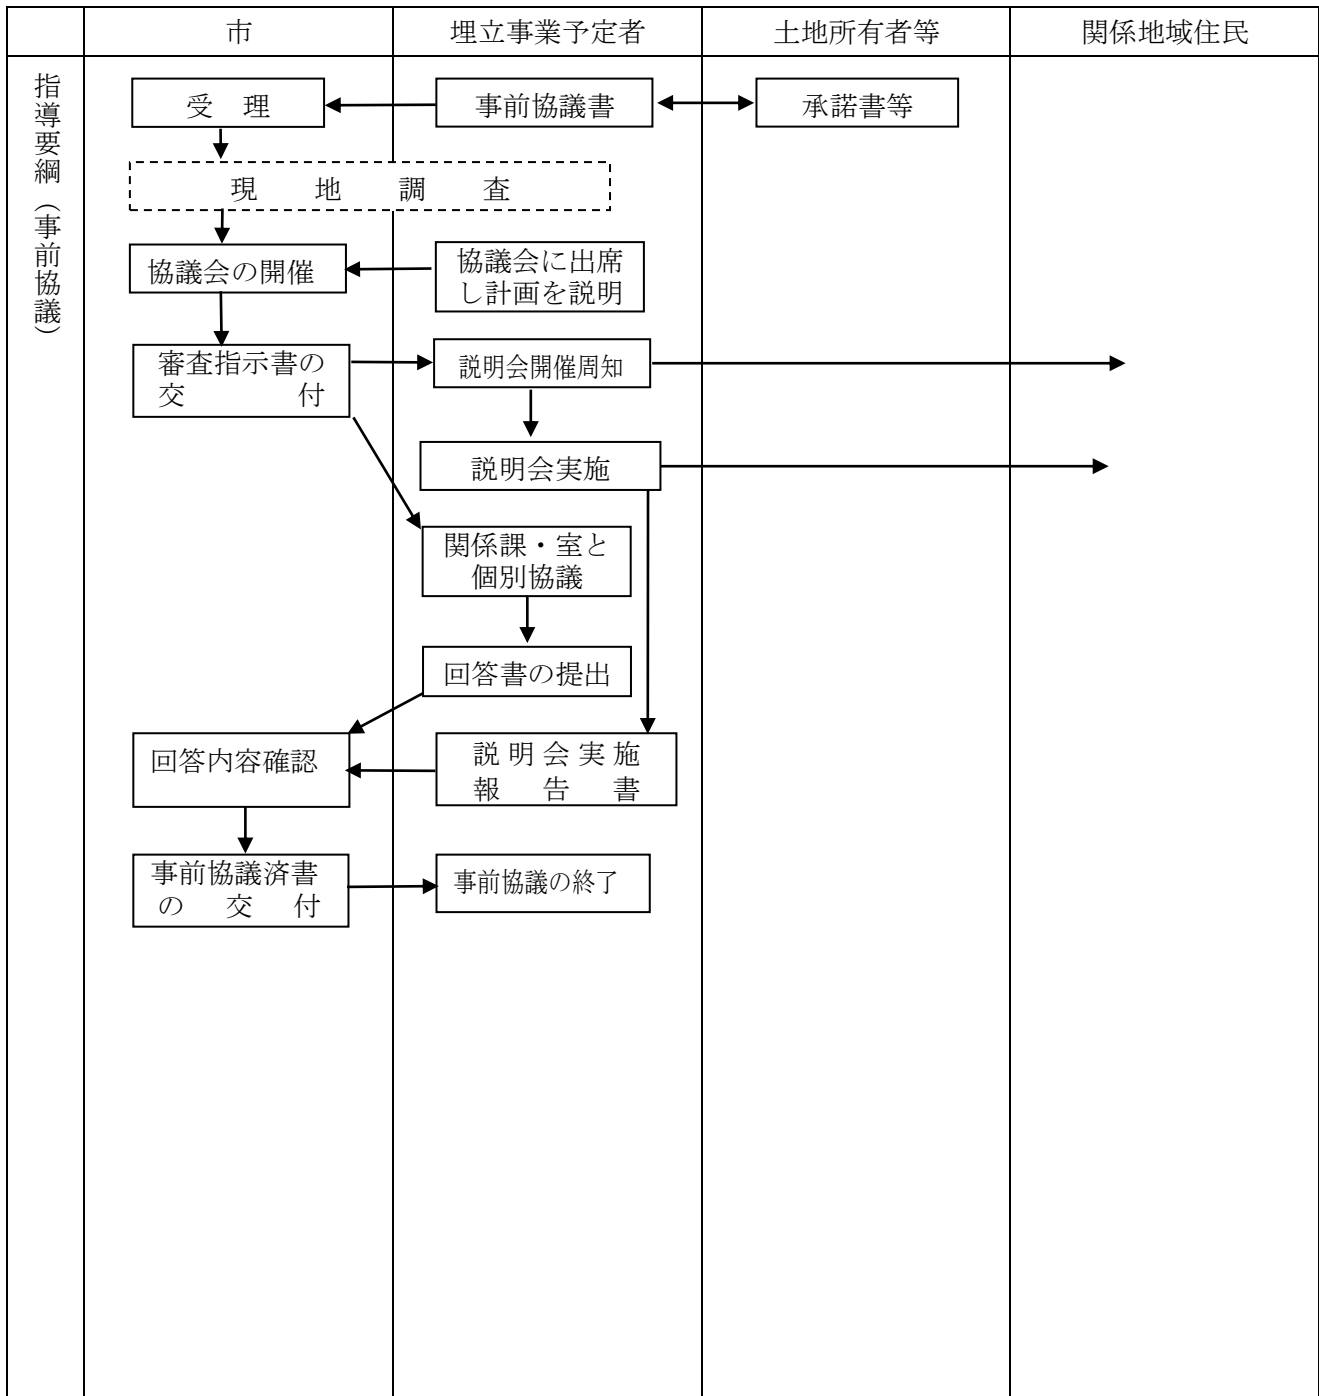 市
埋立事業予定者
土地所有者等
関係地域住民
指導要綱（事前協議）
受　理
事前協議書
承諾書等
現　地　調　査
協議会の開催
協議会に出席
し計画を説明
審査指示書の
交　　　　付
説明会開催周知
説明会実施
関係課・室と
個別協議
回答書の提出
回答内容確認
説明会実施
報　告　書
事前協議済書
の　交　付
事前協議の終了